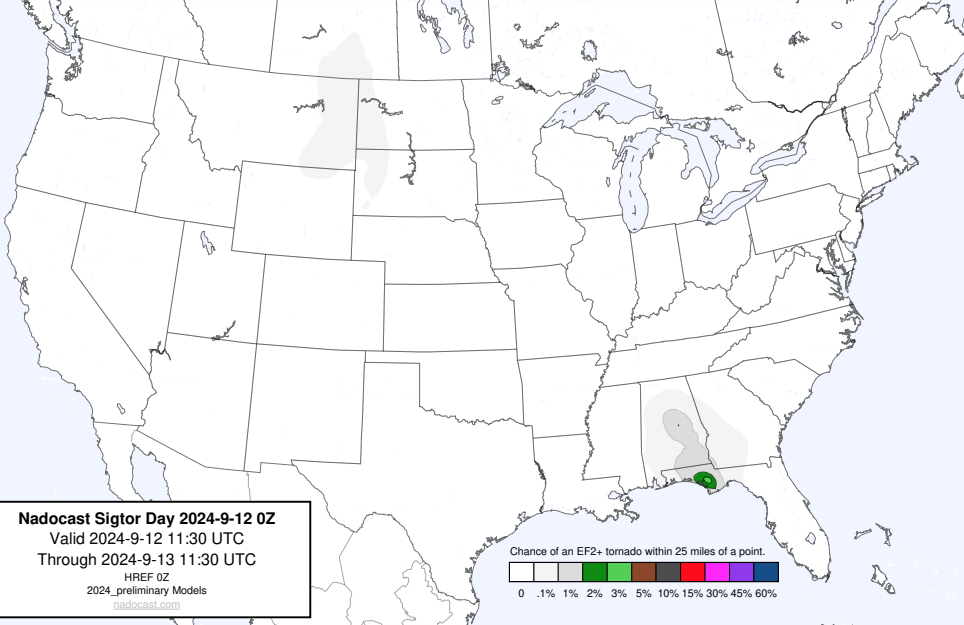 Nadocast Sigtor Day 2024-9-12 0Z
Valid 2024-9-12 11:30 UTC
Through 2024-9-13 11:30 UTC
HREF 0Z
2024_preliminary Models
nadocast.com
Chance of an EF2+ tornado within 25 miles of a point.
0 .1% 1% 2% 3% 5% 10% 15% 30% 45% 60%